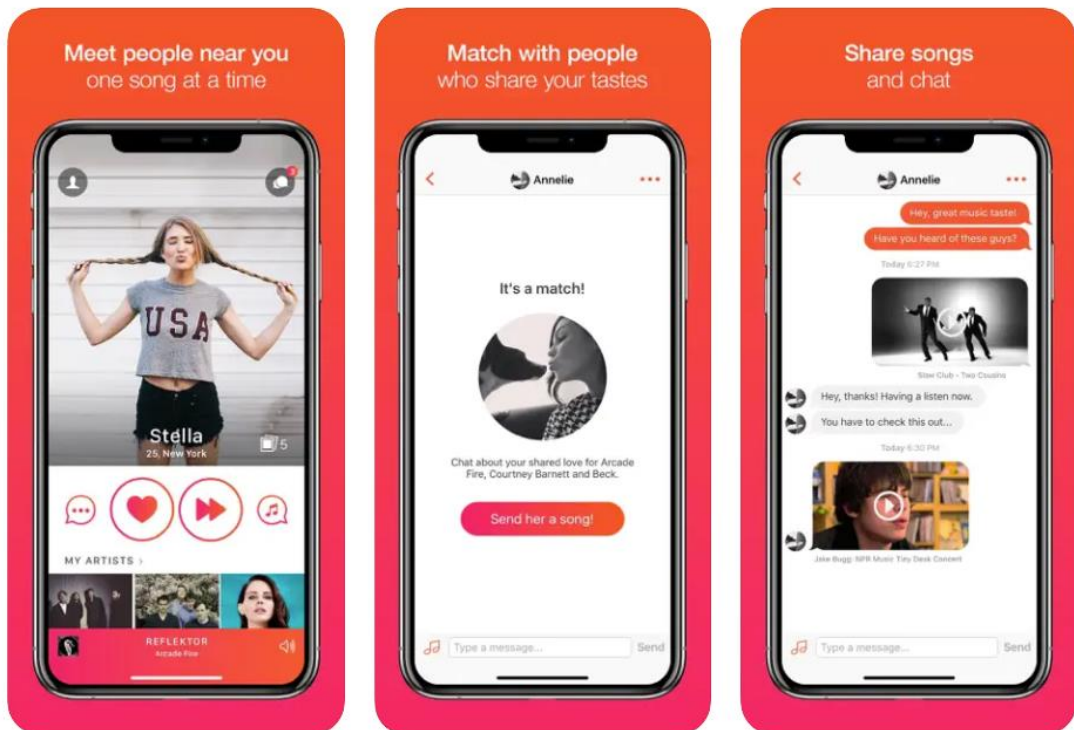 Meet people near you
one song at a time
3
USA
Stella
25, New York
5
MY ARTISTS >
REFLEKTOR
Arcade Fire
Match with people
who share your tastes
Annelie
It's a match!
Chat about your shared love for Arcade
Fire, Courtney Barnett and Beck.
Send her a song!
Type a message...
Send
Share songs
and chat
Annelie
Hey, great music taste!
Have you heard of these guys?
Today 6:27 PM
Slow Club - Two Cousins
Hey, thanks! Having a listen now.
You have to check this out...
Today 6:30 PM
Jake Bugg: NPR Music Tiny Desk Concert
Type a message...
Send